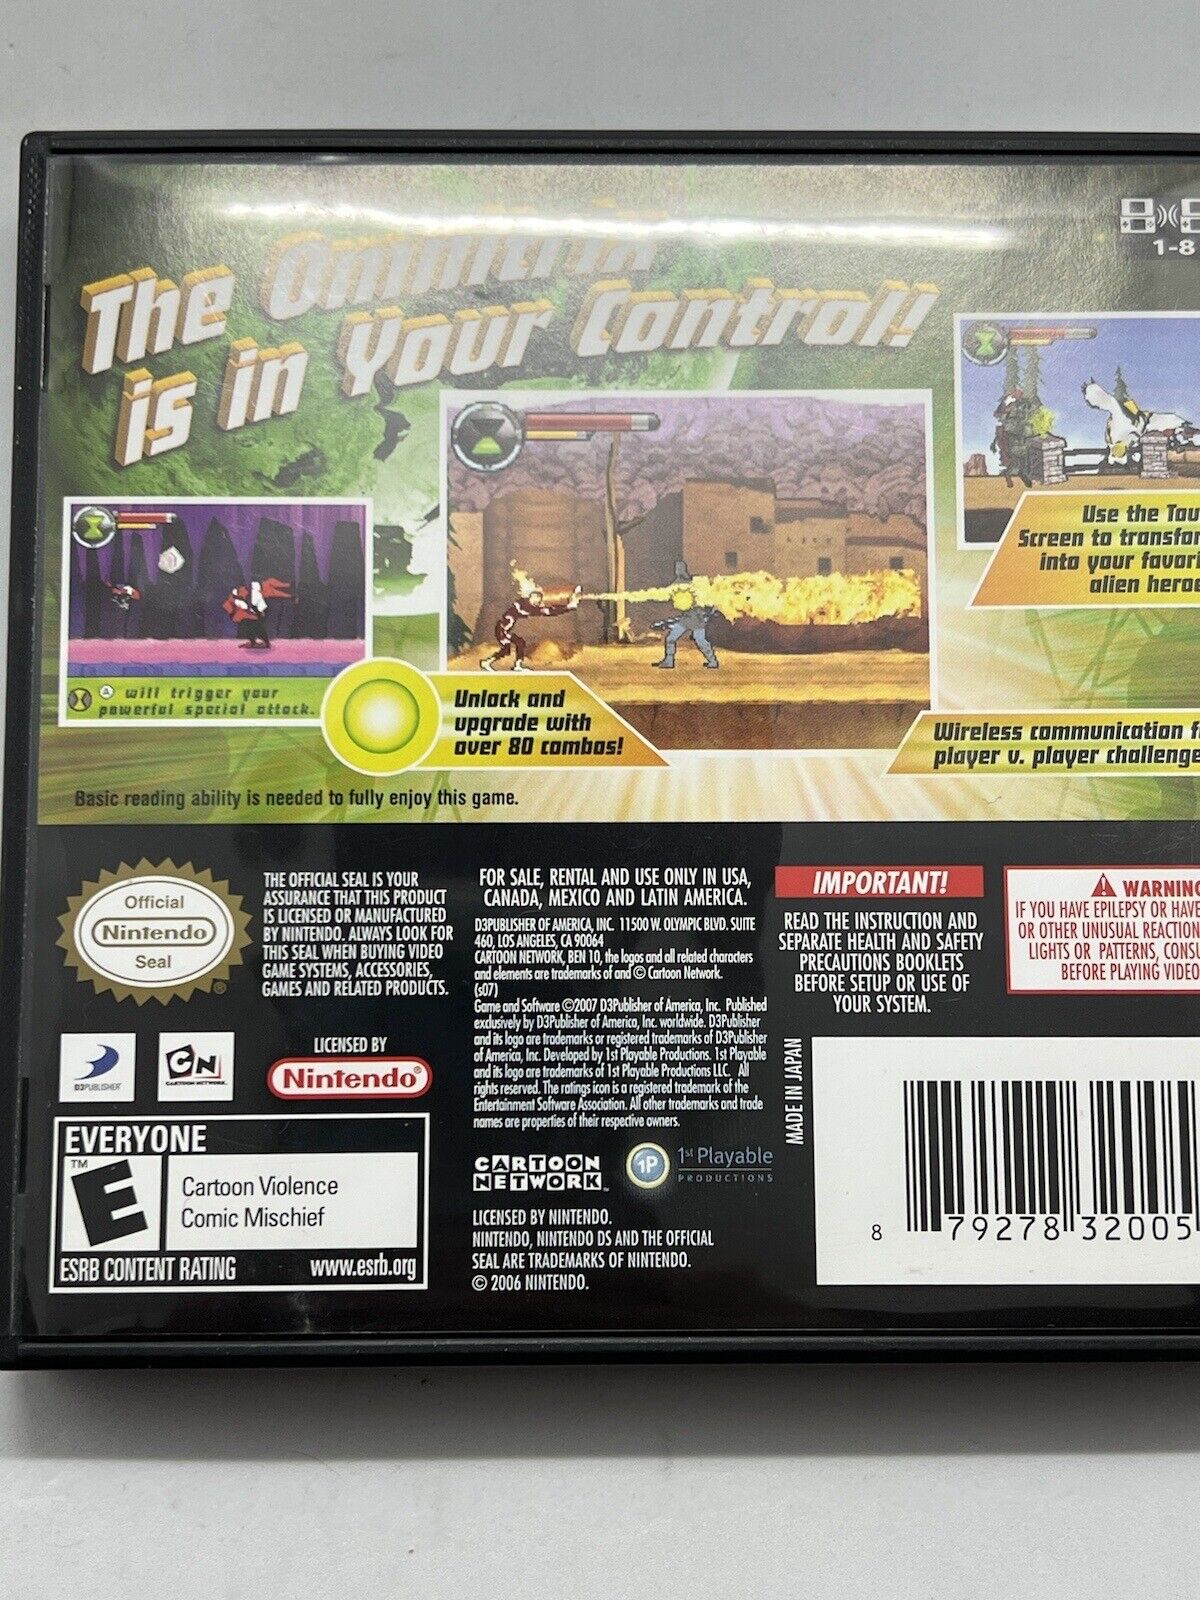 The Omnitrix
is in Your Control!
1-8
Use the Tou
Screen to transfor
into your favori
alien heroe
A will trigger your
powerful special attack.
Unlock and
upgrade with
over 80 combos!
Wireless communication f
player v. player challenge
Basic reading ability is needed to fully enjoy this game.
Official
Nintendo
Seal
®
THE OFFICIAL SEAL IS YOUR
ASSURANCE THAT THIS PRODUCT
IS LICENSED OR MANUFACTURED
BY NINTENDO. ALWAYS LOOK FOR
THIS SEAL WHEN BUYING VIDEO
GAME SYSTEMS, ACCESSORIES,
GAMES AND RELATED PRODUCTS.
D3PUBLISHER
CN
CARTOON NETWORK
LICENSED BY
Nintendo®
EVERYONE
TM
E
Cartoon Violence
Comic Mischief
ESRB CONTENT RATING www.esrb.org
FOR SALE, RENTAL AND USE ONLY IN USA,
CANADA, MEXICO AND LATIN AMERICA.
D3PUBLISHER OF AMERICA, INC. 11500 W. OLYMPIC BLVD. SUITE
460, LOS ANGELES, CA 90064
CARTOON NETWORK, BEN 10, the logos and all related characters
and elements are trademarks of and © Cartoon Network.
(s07)
Game and Software ©2007 D3Publisher of America, Inc. Published
exclusively by D3Publisher of America, Inc. worldwide. D3Publisher
and its logo are trademarks or registered trademarks of D3Publisher
of America, Inc. Developed by 1st Playable Productions. 1st Playable
and its logo are trademarks of 1st Playable Productions LLC. All
rights reserved. The ratings icon is a registered trademark of the
Entertainment Software Association. All other trademarks and trade
names are properties of their respective owners.
CARTOON
NETWORK™
1P
1st Playable
PRODUCTIONS
LICENSED BY NINTENDO.
NINTENDO, NINTENDO DS AND THE OFFICIAL
SEAL ARE TRADEMARKS OF NINTENDO.
© 2006 NINTENDO.
IMPORTANT!
READ THE INSTRUCTION AND
SEPARATE HEALTH AND SAFETY
PRECAUTIONS BOOKLETS
BEFORE SETUP OR USE OF
YOUR SYSTEM.
WARNING
IF YOU HAVE EPILEPSY OR HAVE
OR OTHER UNUSUAL REACTION
LIGHTS OR PATTERNS, CONSU
BEFORE PLAYING VIDEO
MADE IN JAPAN
8 79278 32005